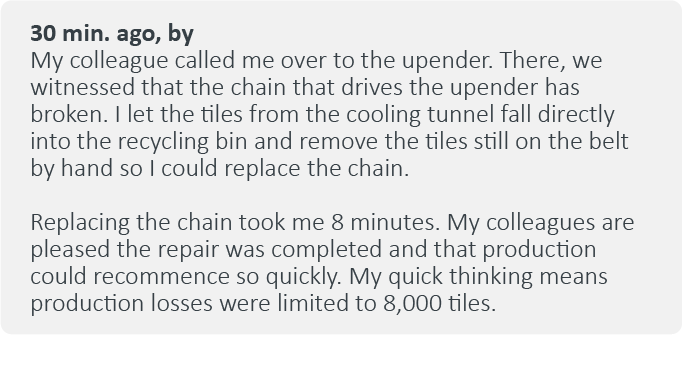 30 min. ago, by
My colleague called me over to the upender. There, we
witnessed that the chain that drives the upender has
broken. I let the tiles from the cooling tunnel fall directly
into the recycling bin and remove the tiles still on the belt
by hand so I could replace the chain.
Replacing the chain took me 8 minutes. My colleagues are
pleased the repair was completed and that production
could recommence so quickly. My quick thinking means
production losses were limited to 8,000 tiles.